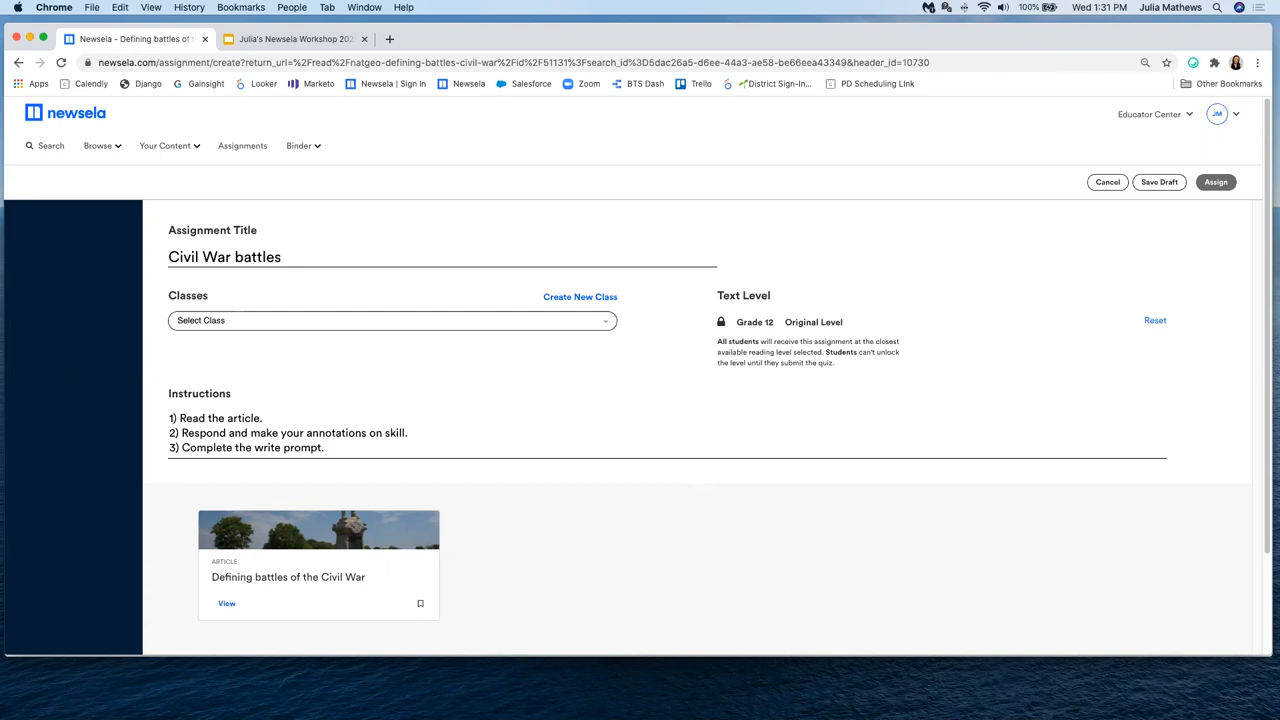 Chrome File Edit View History Bookmarks People Tab Window Help 100% Wed 1:31 PM Julia Mathews
Newsela - Defining battles of t Julia's Newsela Workshop 202
newsela.com/assignment/create?return_url=%2Fread%2Fnatgeo-defining-battles-civil-war%2Fid%2F51131%3Fsearch_id%3D5dac26a5-d6ee-44a3-ae58-be66eea43349&header_id=10730
Apps Calendly Django Gainsight Looker Marketo Newsela | Sign In Newsela Salesforce Zoom BTS Dash Trello District Sign-In... PD Scheduling LInk Other Bookmarks
newsela
Educator Center JM
Search Browse Your Content Assignments Binder
Cancel Save Draft Assign
Assignment Title
Civil War battles
Classes Create New Class Text Level
Select Class
Grade 12 Original Level Reset
All students will receive this assignment at the closest
available reading level selected. Students can't unlock
the level until they submit the quiz.
Instructions
1) Read the article.
2) Respond and make your annotations on skill.
3) Complete the write prompt.
ARTICLE
Defining battles of the Civil War
View